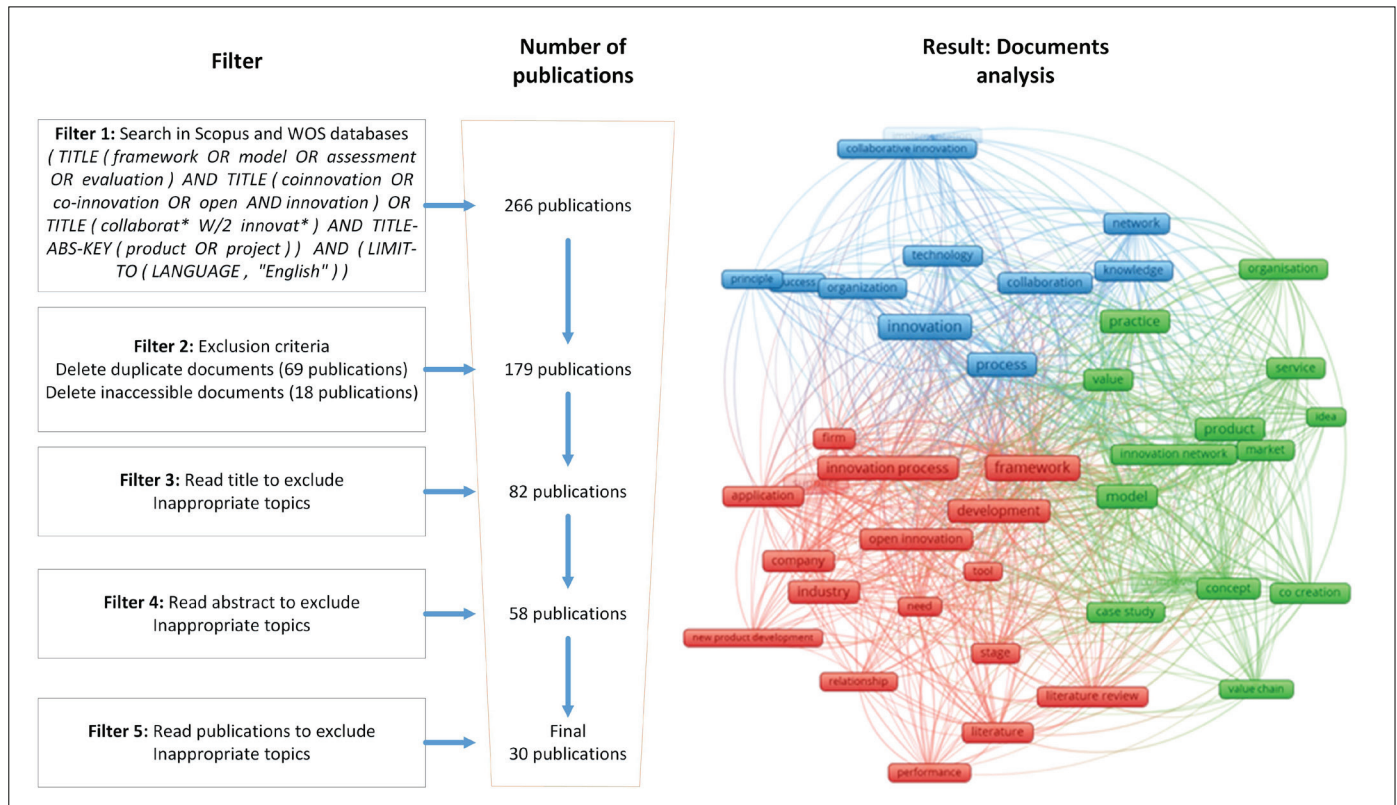 Filter
Number of
publications
Result: Documents
analysis
Filter 1: Search in Scopus and WOS databases
( TITLE ( framework OR model OR assessment
OR evaluation ) AND TITLE ( coinnovation OR
co-innovation OR open AND innovation ) OR
TITLE ( collaborat* W/2 innovat* ) AND TITLE-
ABS-KEY ( product OR project ) ) AND ( LIMIT-
TO ( LANGUAGE , "English" ) )
266 publications
Filter 2: Exclusion criteria
Delete duplicate documents (69 publications)
Delete inaccessible documents (18 publications)
179 publications
Filter 3: Read title to exclude
Inappropriate topics
82 publications
Filter 4: Read abstract to exclude
Inappropriate topics
58 publications
Filter 5: Read publications to exclude
Inappropriate topics
Final
30 publications
collaborative innovation
network
technology
knowledge
organisation
principle
organization
collaboration
innovation
practice
process
value
service
idea
product
firm
innovation network
market
innovation process
framework
application
model
development
open innovation
company
tool
industry
concept
co creation
need
case study
new product development
stage
relationship
literature review
value chain
literature
performance